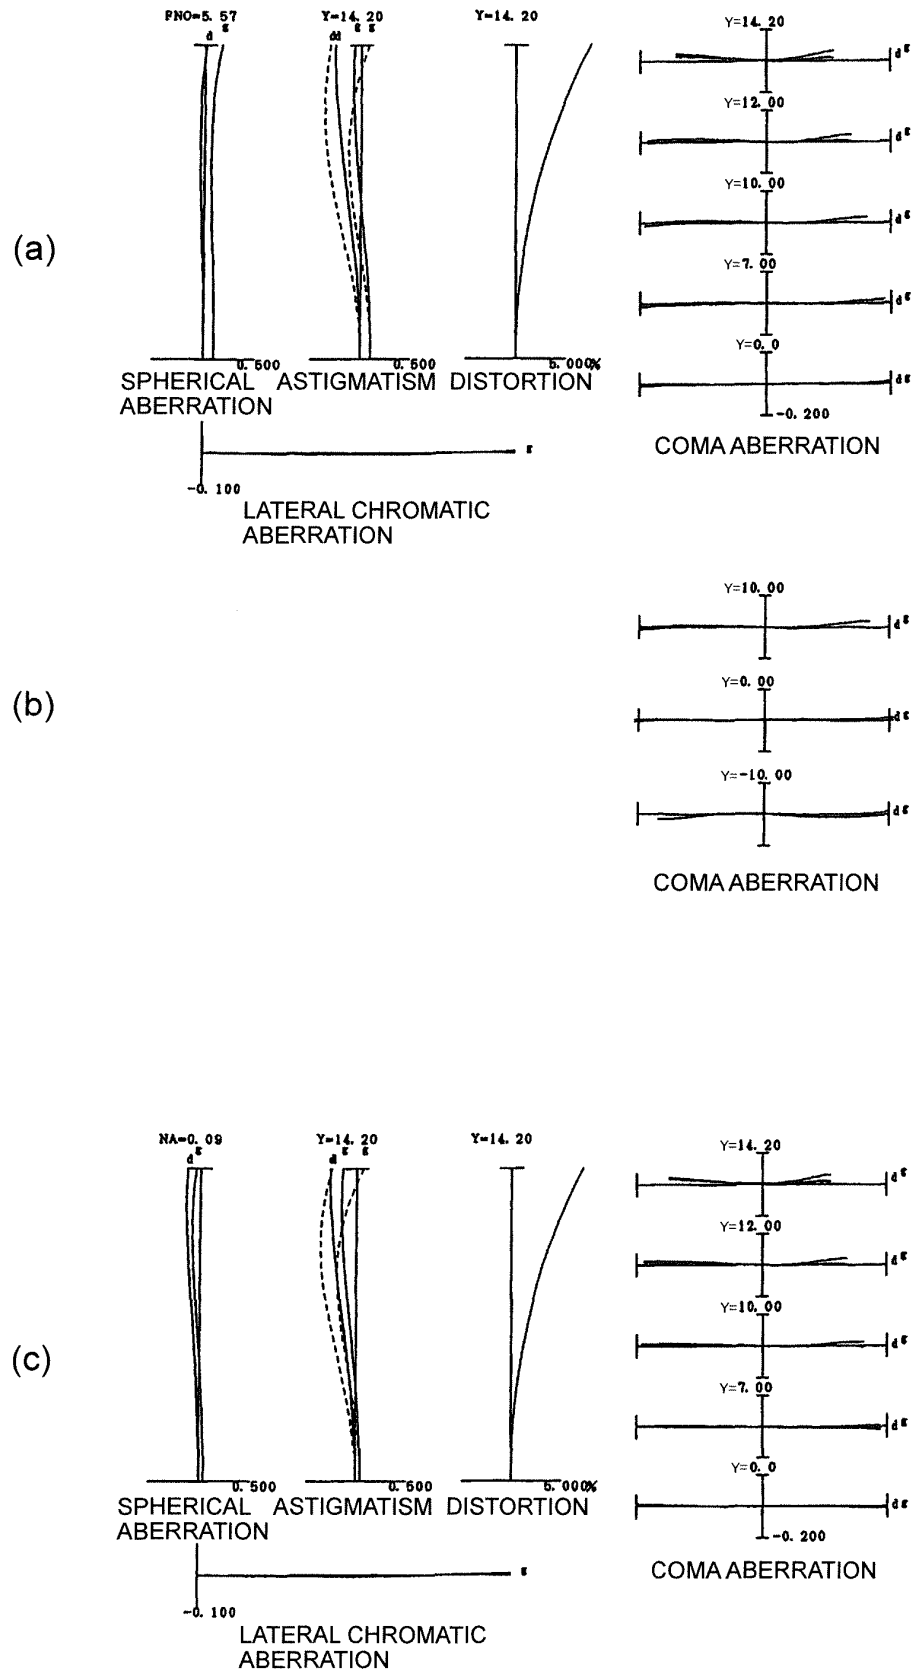 (a)
FNO=5.57
d g
Y=14.20
dd g g
Y=14.20
0.500
0.500
5.000%
SPHERICAL ABERRATION
ASTIGMATISM
DISTORTION
g
-0.100
LATERAL CHROMATIC
ABERRATION
Y=14.20
d g
Y=12.00
d g
Y=10.00
d g
Y=7.00
d g
Y=0.0
d g
-0.200
COMA ABERRATION
(b)
Y=10.00
d g
Y=0.00
d g
Y=-10.00
d g
COMA ABERRATION
(c)
NA=0.09
d g
Y=14.20
d g g
Y=14.20
0.500
0.500
5.000%
SPHERICAL ABERRATION
ASTIGMATISM
DISTORTION
g
-0.100
LATERAL CHROMATIC
ABERRATION
Y=14.20
d g
Y=12.00
d g
Y=10.00
d g
Y=7.00
d g
Y=0.0
d g
-0.200
COMA ABERRATION